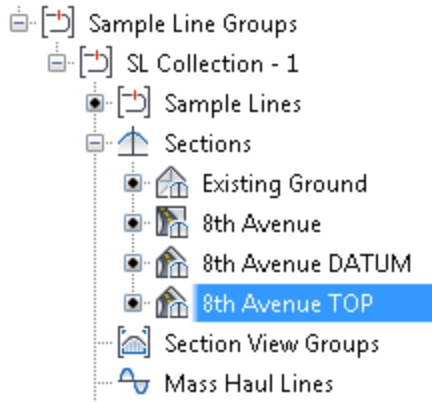 Sample Line Groups
SL Collection - 1
Sample Lines
Sections
Existing Ground
8th Avenue
8th Avenue DATUM
8th Avenue TOP
Section View Groups
Mass Haul Lines